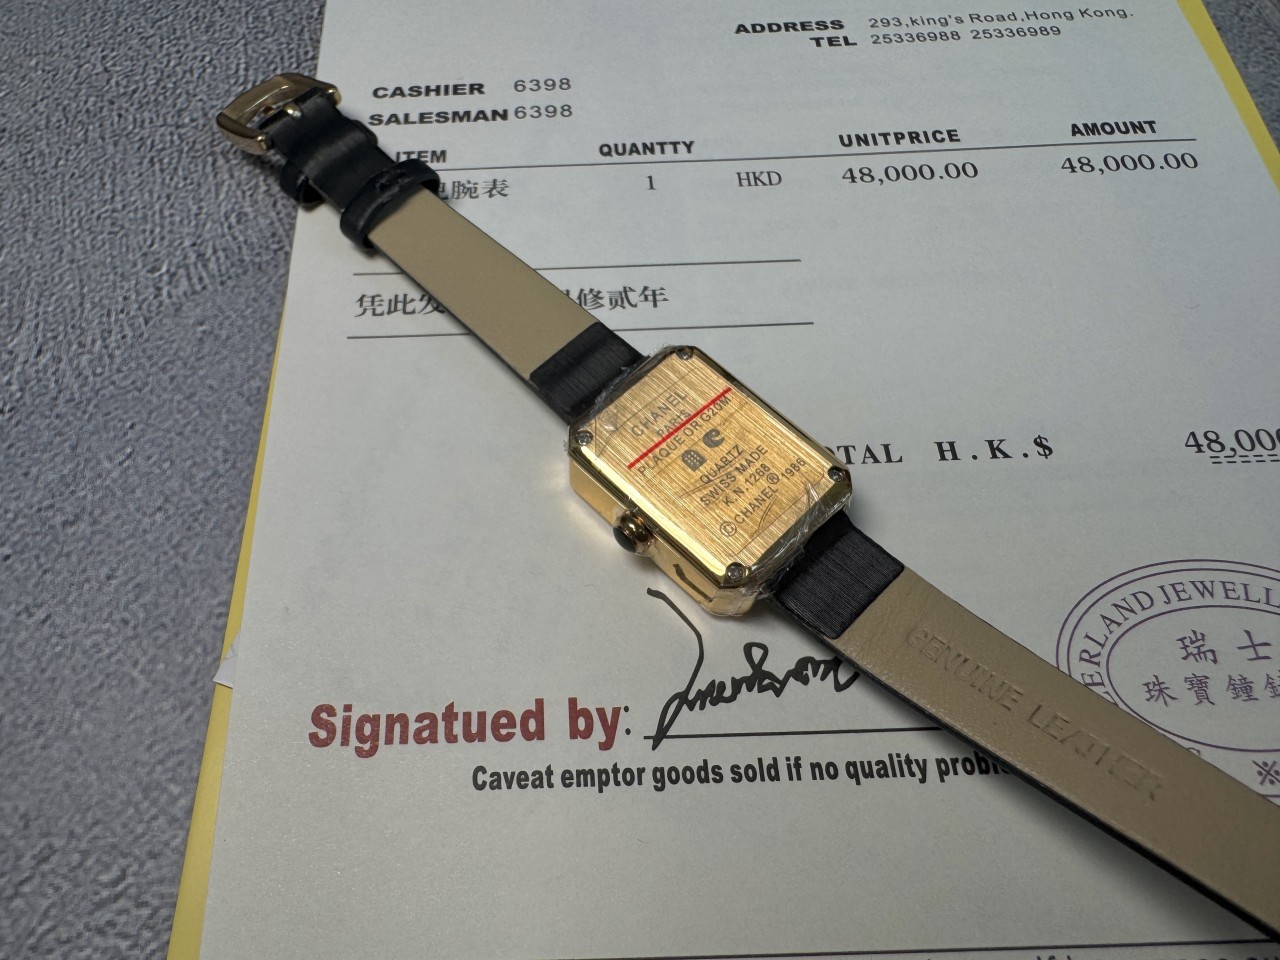 ADDRESS 293,king's Road,Hong Kong.
TEL 25336988 25336989
CASHIER 6398
SALESMAN 6398
ITEM QUANTTY UNITPRICE AMOUNT
腕表 1 HKD 48,000.00 48,000.00
凭此发 修贰年
TAL H.K.$ 48,00
CHANEL
PARIS
PLAQUE OR G20M
QUARTZ
SWISS MADE
K.N 1268
© CHANEL ® 1986
GENUINE LEATHER
ERLAND JEWELL
瑞士
珠寶鐘
Signatued by:
Caveat emptor goods sold if no quality proble